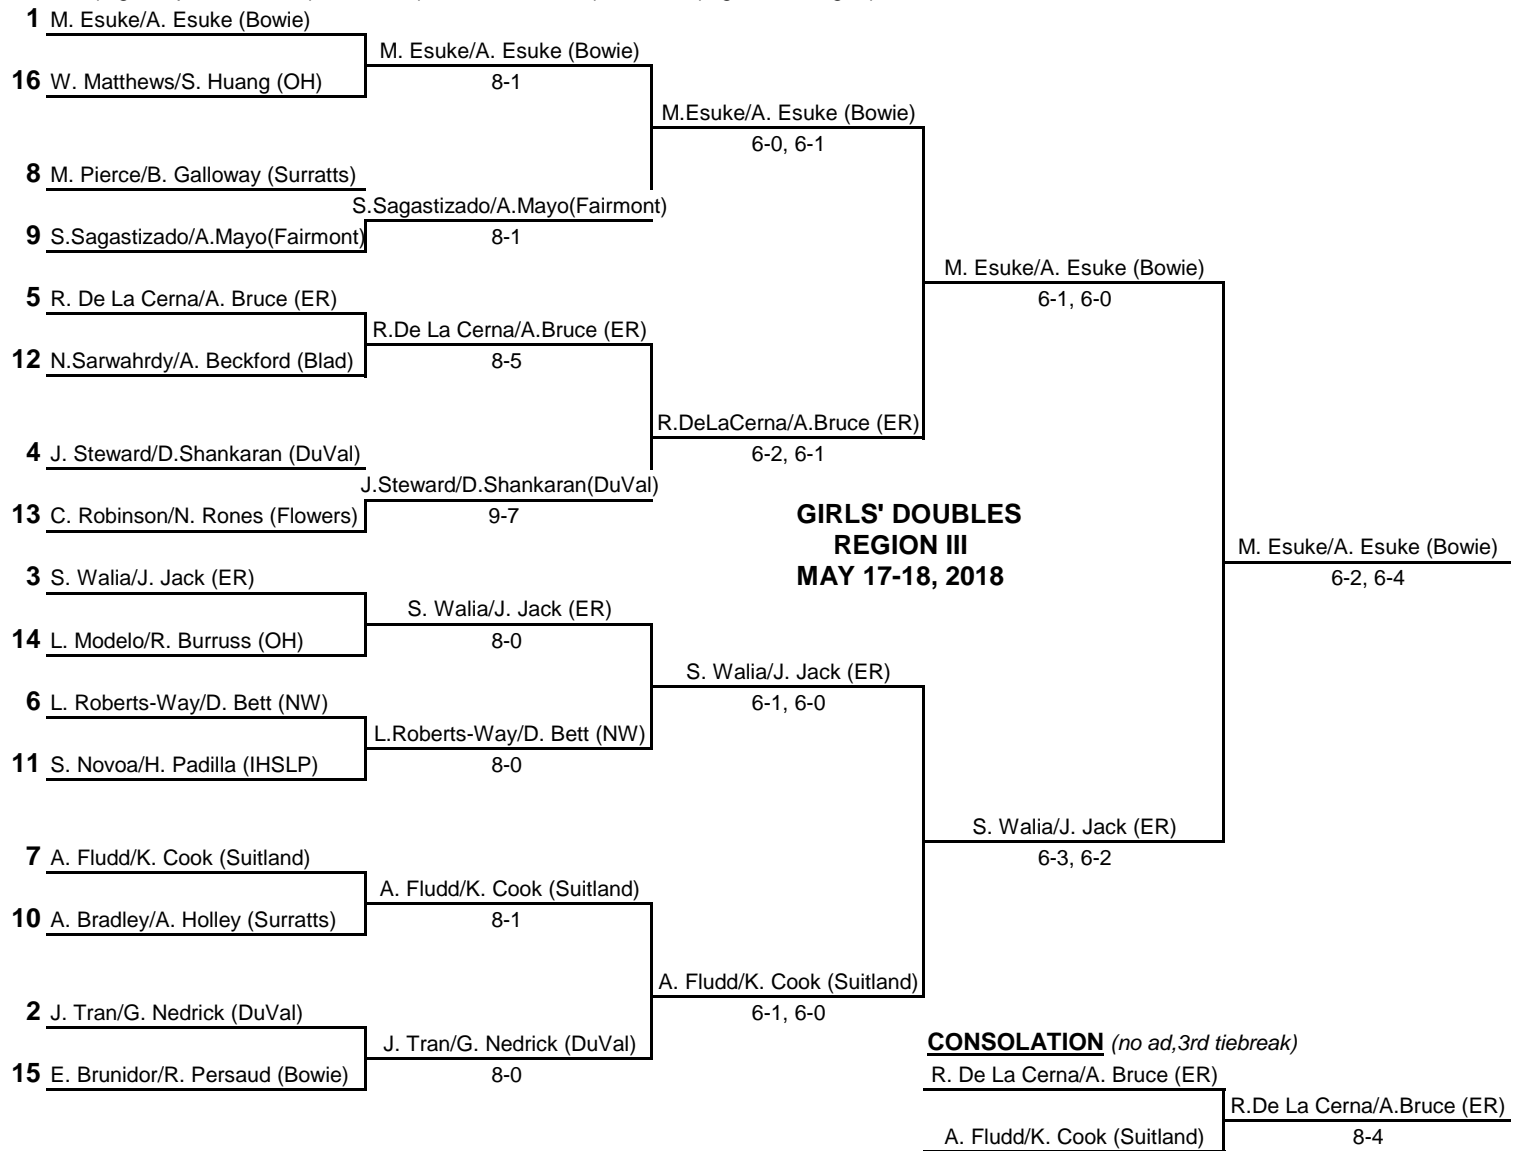 1 M. Esuke/A. Esuke (Bowie)
M. Esuke/A. Esuke (Bowie)
16 W. Matthews/S. Huang (OH)
8-1
M.Esuke/A. Esuke (Bowie)
6-0, 6-1
8 M. Pierce/B. Galloway (Surratts)
S.Sagastizado/A.Mayo(Fairmont)
9 S.Sagastizado/A.Mayo(Fairmont)
8-1
M. Esuke/A. Esuke (Bowie)
5 R. De La Cerna/A. Bruce (ER)
6-1, 6-0
R.De La Cerna/A.Bruce (ER)
12 N.Sarwahrdy/A. Beckford (Blad)
8-5
R.DeLaCerna/A.Bruce (ER)
4 J. Steward/D.Shankaran (DuVal)
6-2, 6-1
J.Steward/D.Shankaran(DuVal)
13 C. Robinson/N. Rones (Flowers)
9-7
GIRLS' DOUBLES
REGION III
MAY 17-18, 2018
M. Esuke/A. Esuke (Bowie)
6-2, 6-4
3 S. Walia/J. Jack (ER)
S. Walia/J. Jack (ER)
14 L. Modelo/R. Burruss (OH)
8-0
S. Walia/J. Jack (ER)
6-1, 6-0
6 L. Roberts-Way/D. Bett (NW)
L.Roberts-Way/D. Bett (NW)
11 S. Novoa/H. Padilla (IHSLP)
8-0
S. Walia/J. Jack (ER)
6-3, 6-2
7 A. Fludd/K. Cook (Suitland)
A. Fludd/K. Cook (Suitland)
10 A. Bradley/A. Holley (Surratts)
8-1
A. Fludd/K. Cook (Suitland)
6-1, 6-0
2 J. Tran/G. Nedrick (DuVal)
J. Tran/G. Nedrick (DuVal)
15 E. Brunidor/R. Persaud (Bowie)
8-0
CONSOLATION (no ad,3rd tiebreak)
R. De La Cerna/A. Bruce (ER)
R.De La Cerna/A.Bruce (ER)
A. Fludd/K. Cook (Suitland)
8-4